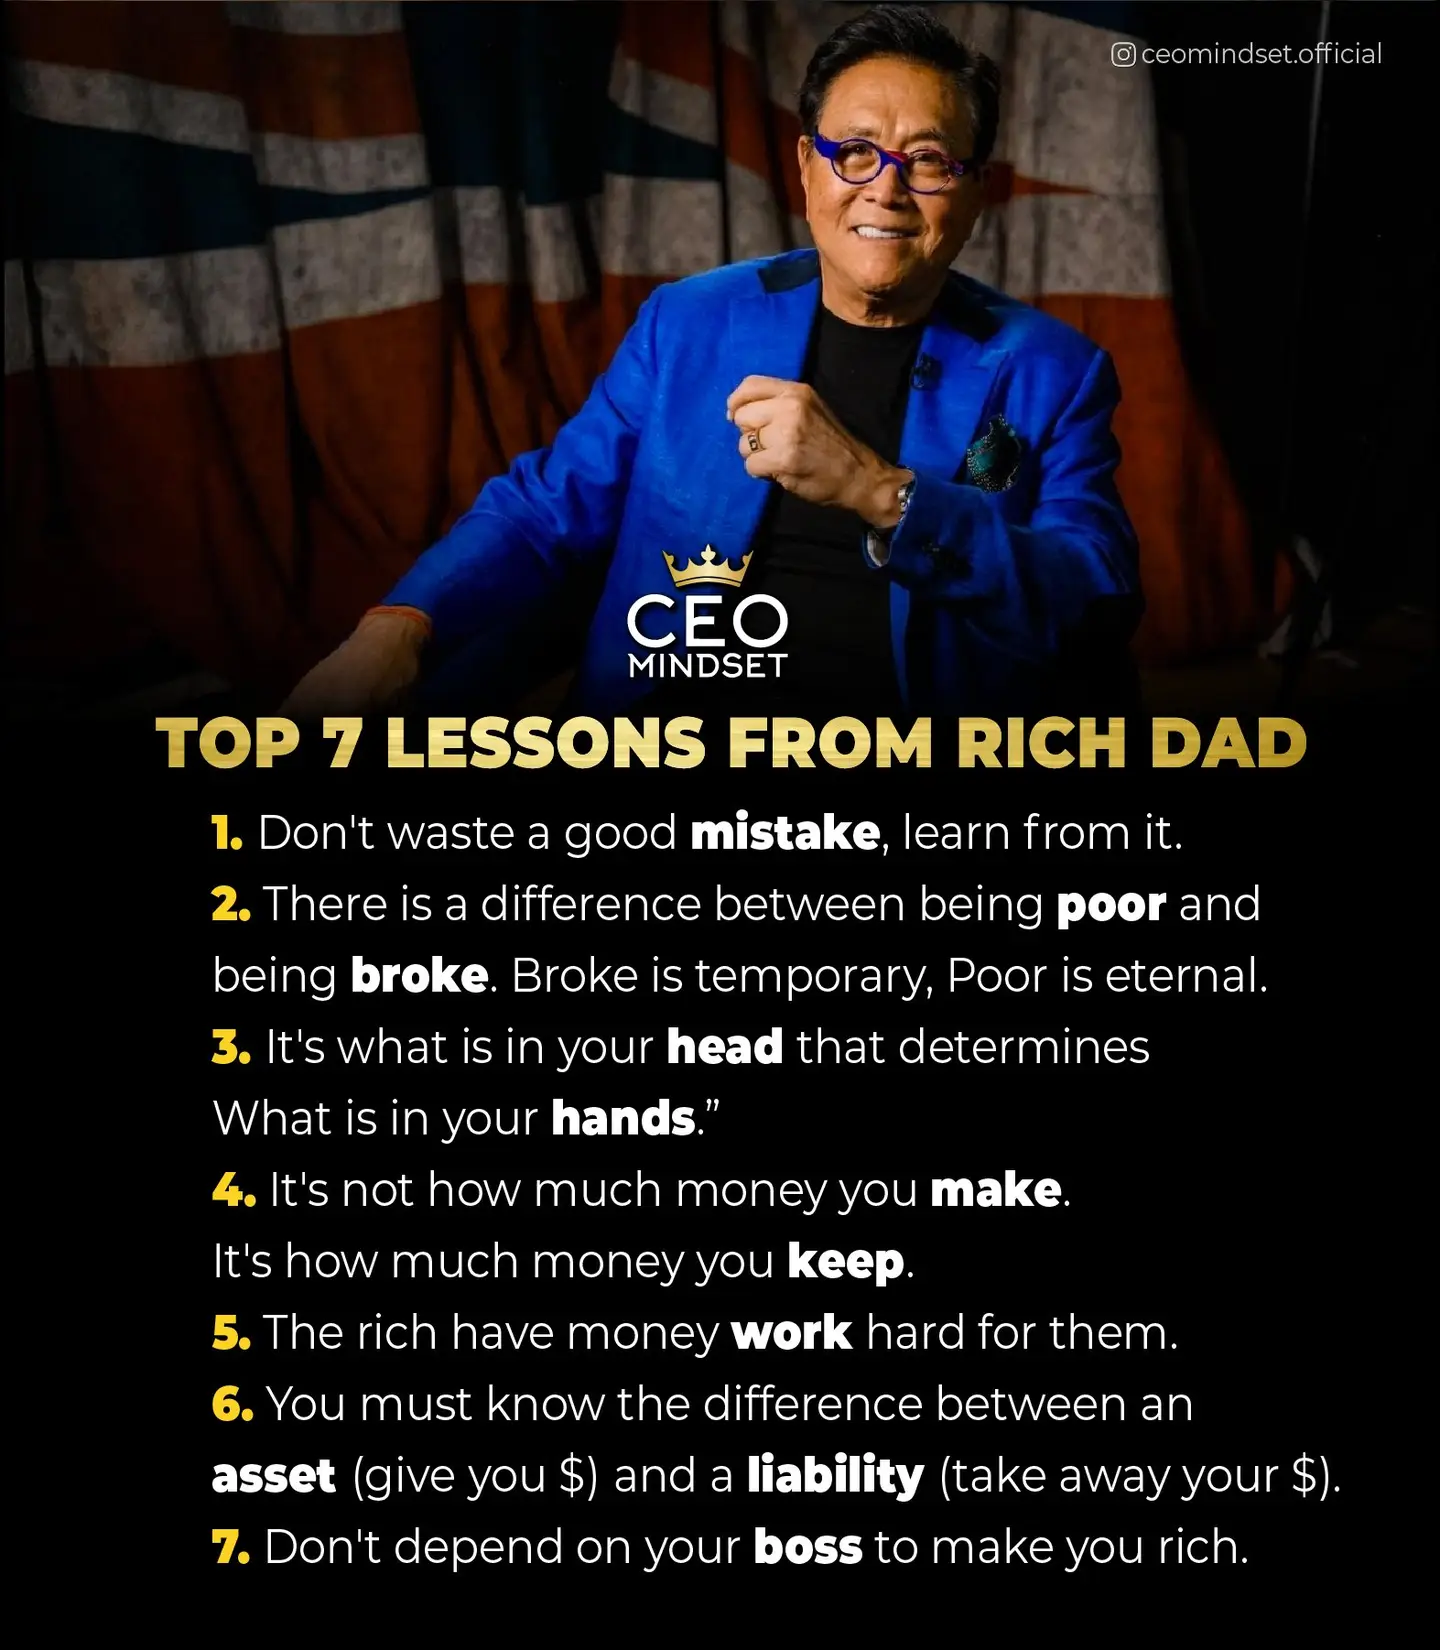 ceomindset.official
CEO
MINDSET
TOP 7 LESSONS FROM RICH DAD
1. Don't waste a good mistake, learn from it.
2. There is a difference between being poor and
being broke. Broke is temporary, Poor is eternal.
3. It's what is in your head that determines
What is in your hands.”
4. It's not how much money you make.
It's how much money you keep.
5. The rich have money work hard for them.
6. You must know the difference between an
asset (give you $) and a liability (take away your $).
7. Don't depend on your boss to make you rich.